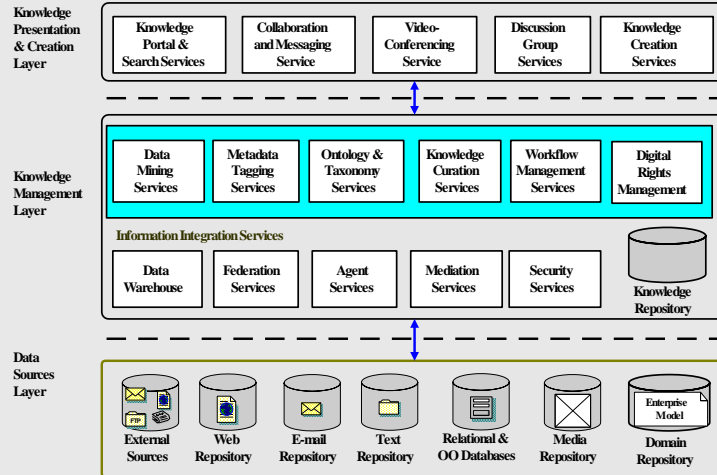 Knowledge
Presentation
& Creation
Layer
Knowledge
Portal &
Search Services
Collaboration
and Messaging
Service
Video-
Conferencing
Service
Discussion
Group
Services
Knowledge
Creation
Services
Knowledge
Management
Layer
Data
Mining
Services
Metadata
Tagging
Services
Ontology &
Taxonomy
Services
Knowledge
Curation
Services
Workflow
Management
Services
Digital
Rights
Management
Information Integration Services
Data
Warehouse
Federation
Services
Agent
Services
Mediation
Services
Security
Services
Knowledge
Repository
Data
Sources
Layer
FTP
External
Sources
Web
Repository
E-mail
Repository
Text
Repository
Relational &
OO Databases
Media
Repository
Enterprise
Model
Domain
Repository